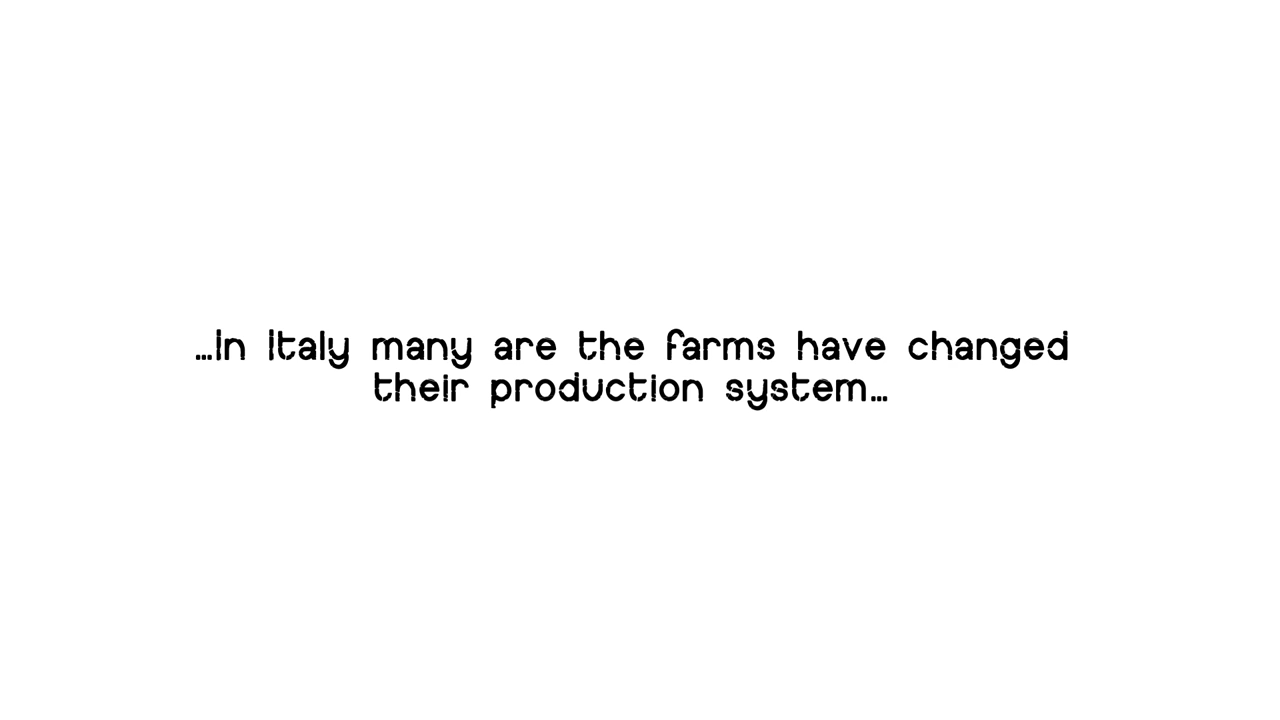 ...In Italy many are the farms have changed
their production system...